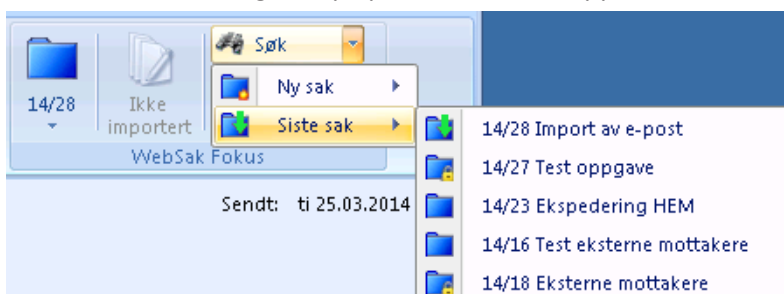 Søk
14/28
Ikke
importert
Ny sak
Siste sak
WebSak Fokus
14/28 Import av e-post
14/27 Test oppgave
14/23 Ekspedering HEM
14/16 Test eksterne mottakere
14/18 Eksterne mottakere
Sendt: ti 25.03.2014